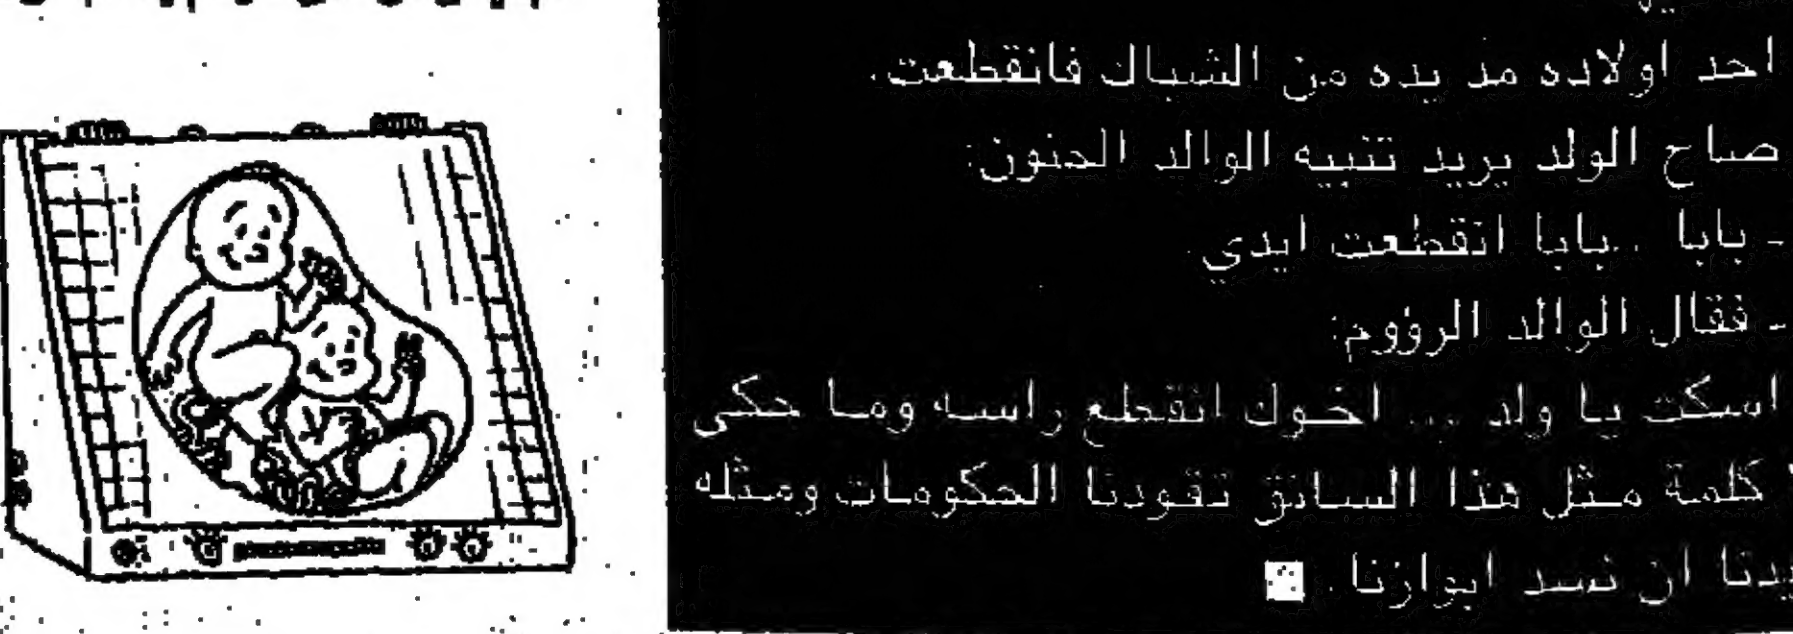 احد اولاده مد يده من الشباك فانقطعت.
صاح الولد يريد تنبيه الوالد الحنون:
- بابا ..بابا انقطعت ايدي.
- فقال الوالد الرؤوم:
اسكت يا ولد ... اخوك انقطع راسه وما حكى
كلمة مثل هذا السائق تقودنا الحكومات ومثله
ان نسد ابوازنا.